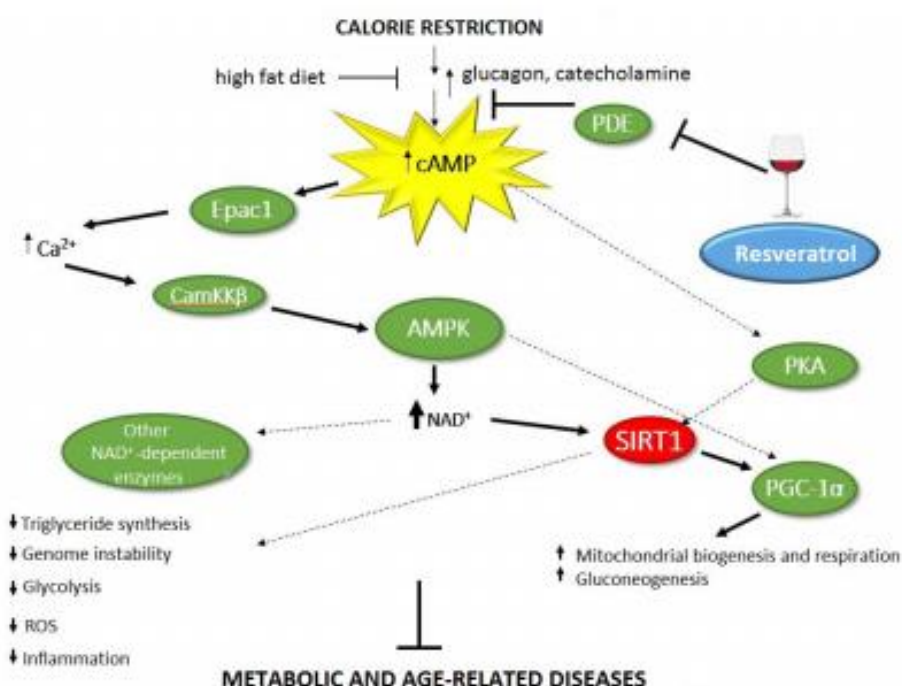 CALORIE RESTRICTION
high fat diet
glucagon, catecholamine
PDE
cAMP
Epac1
Resveratrol
Ca²⁺
CamKKβ
AMPK
PKA
NAD⁺
SIRT1
Other
NAD⁺-dependent
enzymes
PGC-1α
Triglyceride synthesis
Genome instability
Glycolysis
ROS
Inflammation
Mitochondrial biogenesis and respiration
Gluconeogenesis
METABOLIC AND AGE-RELATED DISEASES